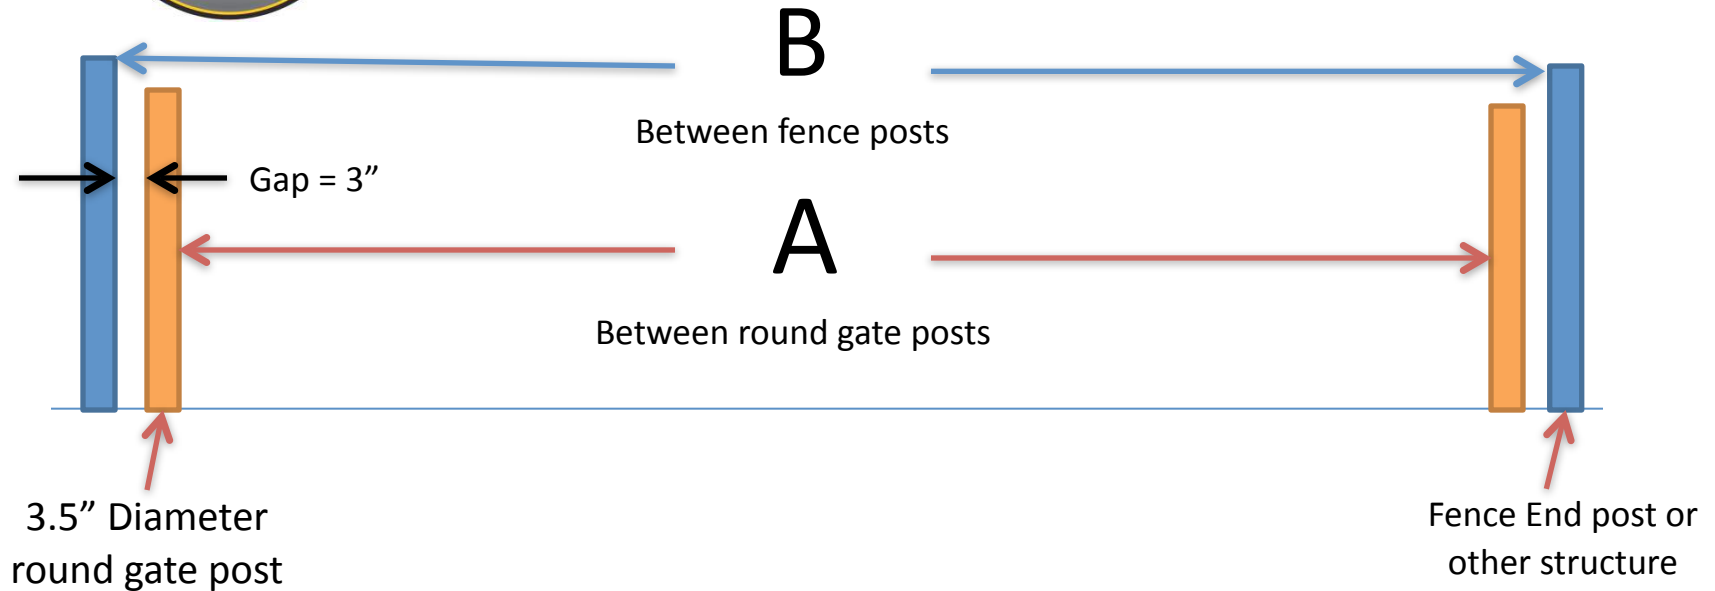 B
Between fence posts
Gap = 3”
A
Between round gate posts
3.5” Diameter
round gate post
Fence End post or
other structure